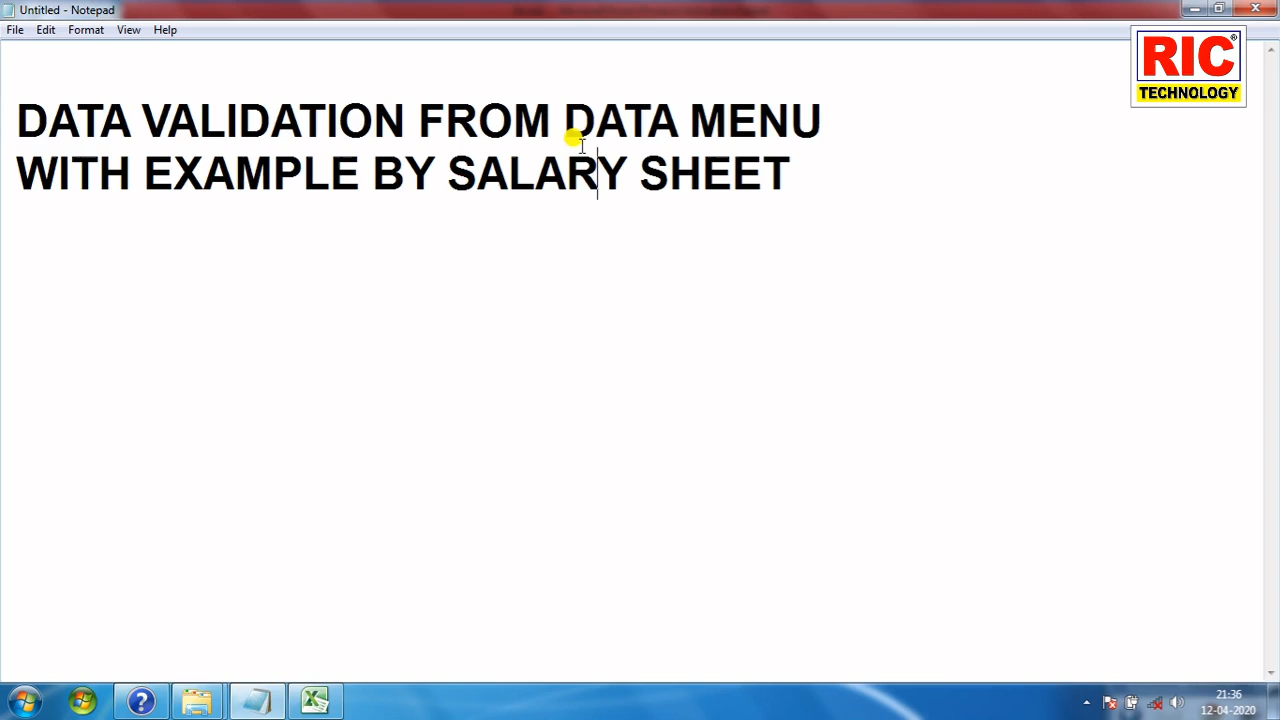 Untitled - Notepad
File Edit Format View Help
RIC®
TECHNOLOGY
DATA VALIDATION FROM DATA MENU
WITH EXAMPLE BY SALARY SHEET
21:36
12-04-2020